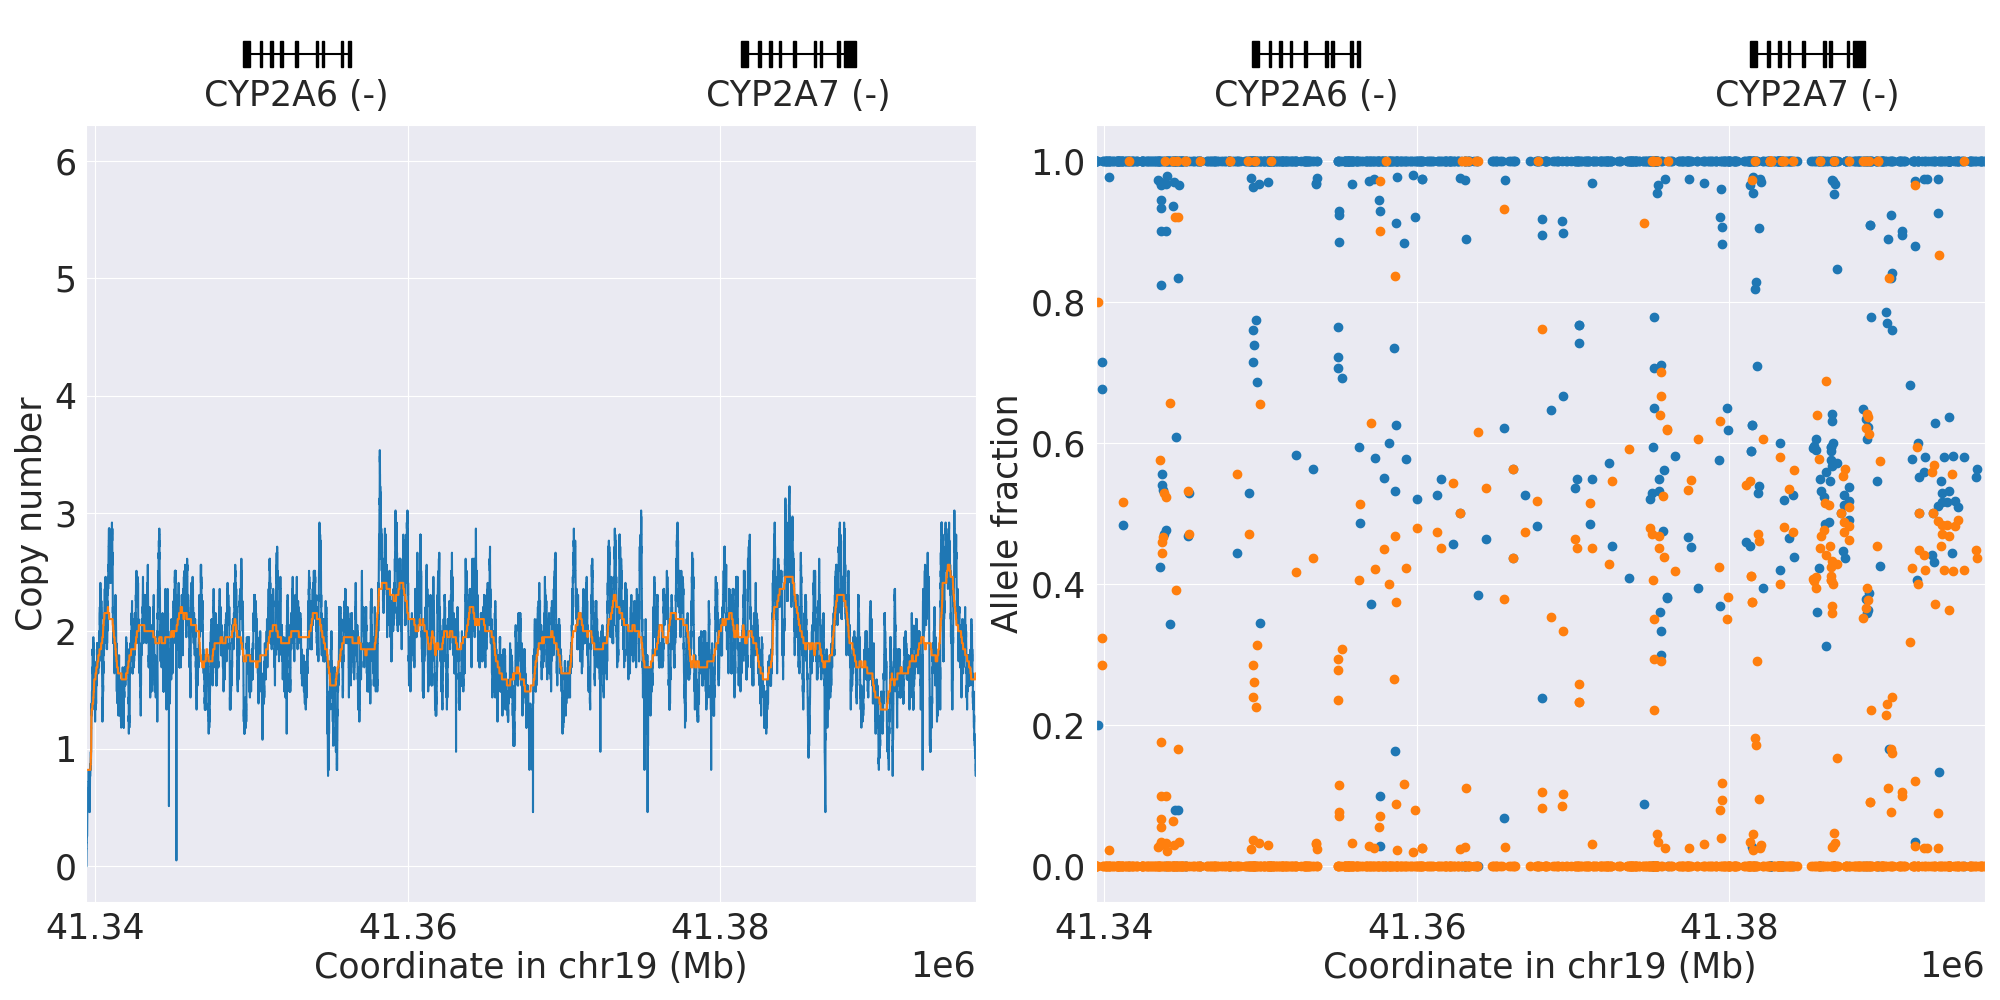 CYP2A6 (-)
CYP2A7 (-)
6
5
4
3
2
1
0
Copy number
41.34
41.36
41.38
Coordinate in chr19 (Mb)
1e6
CYP2A6 (-)
CYP2A7 (-)
1.0
0.8
0.6
0.4
0.2
0.0
Allele fraction
41.34
41.36
41.38
Coordinate in chr19 (Mb)
1e6